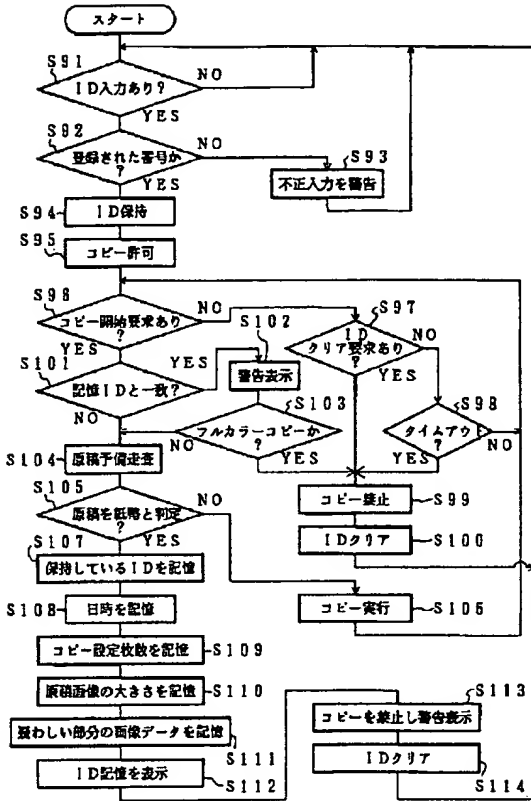 スタート
S91
ID入力あり?
NO
YES
S92
登録された番号か
?
NO
YES
S93
不正入力を警告
S94
ID保持
S95
コピー許可
S96
コピー開始要求あり
?
NO
YES
S97
ID
クリア要求あり
?
NO
YES
S98
タイムアウト
?
NO
YES
S101
記憶IDと一致?
YES
NO
S102
警告表示
S103
フルカラーコピーか
?
NO
YES
S99
コピー禁止
S100
IDクリア
S104
原稿予備走査
S105
原稿を紙幣と判定
?
NO
YES
S106
コピー実行
S107
保持しているIDを記憶
S108
日時を記憶
コピー設定枚数を記憶
S109
原稿画像の大きさを記憶
S110
疑わしい部分の画像データを記憶
S111
ID記憶を表示
S112
S113
コピーを禁止し警告表示
IDクリア
S114